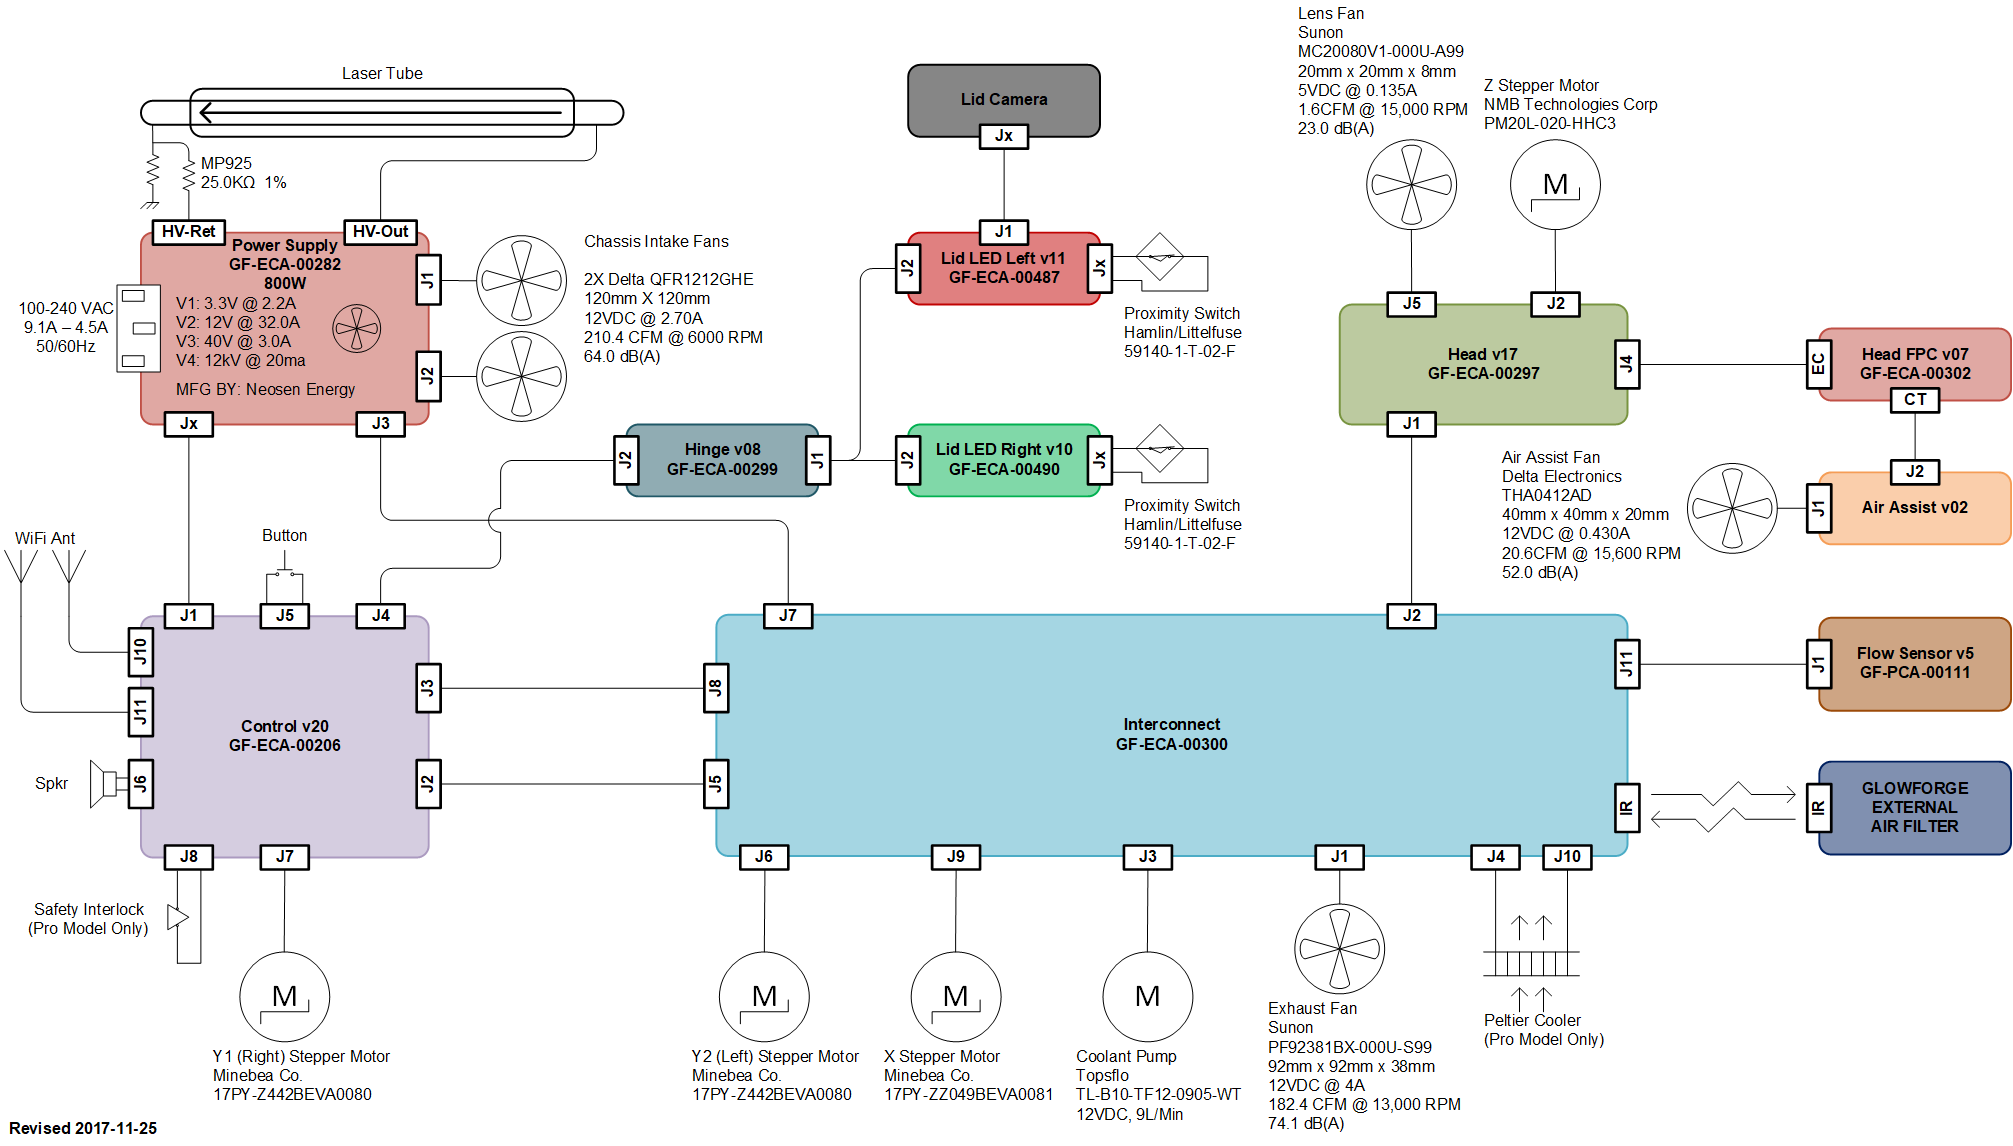 Laser Tube
MP925
25.0KΩ  1%
HV-Ret
HV-Out
Power Supply
GF-ECA-00282
800W
V1: 3.3V @ 2.2A
V2: 12V @ 32.0A
V3: 40V @ 3.0A
V4: 12kV @ 20ma
MFG BY: Neosen Energy
100-240 VAC
9.1A – 4.5A
50/60Hz
J1
J2
Jx
J3
Chassis Intake Fans
2X Delta QFR1212GHE
120mm X 120mm
12VDC @ 2.70A
210.4 CFM @ 6000 RPM
64.0 dB(A)
Lid Camera
Jx
J1
J2
Lid LED Left v11
GF-ECA-00487
Jx
Proximity Switch
Hamlin/Littelfuse
59140-1-T-02-F
J2
Hinge v08
GF-ECA-00299
J1
J2
Lid LED Right v10
GF-ECA-00490
Jx
Proximity Switch
Hamlin/Littelfuse
59140-1-T-02-F
Lens Fan
Sunon
MC20080V1-000U-A99
20mm x 20mm x 8mm
5VDC @ 0.135A
1.6CFM @ 15,000 RPM
23.0 dB(A)
Z Stepper Motor
NMB Technologies Corp
PM20L-020-HHC3
M
J5
J2
Head v17
GF-ECA-00297
J4
J1
EC
Head FPC v07
GF-ECA-00302
CT
Air Assist Fan
Delta Electronics
THA0412AD
40mm x 40mm x 20mm
12VDC @ 0.430A
20.6CFM @ 15,600 RPM
52.0 dB(A)
J2
J1
Air Assist v02
WiFi Ant
Button
J1
J5
J4
J10
J11
J6
Spkr
Control v20
GF-ECA-00206
J3
J2
J8
J7
Safety Interlock
(Pro Model Only)
M
Y1 (Right) Stepper Motor
Minebea Co.
17PY-Z442BEVA0080
J7
J2
J8
J5
Interconnect
GF-ECA-00300
J11
IR
J6
J9
J3
J1
J4
J10
J1
Flow Sensor v5
GF-PCA-00111
IR
GLOWFORGE
EXTERNAL
AIR FILTER
M
Y2 (Left) Stepper Motor
Minebea Co.
17PY-Z442BEVA0080
M
X Stepper Motor
Minebea Co.
17PY-ZZ049BEVA0081
M
Coolant Pump
Topsflo
TL-B10-TF12-0905-WT
12VDC, 9L/Min
Exhaust Fan
Sunon
PF92381BX-000U-S99
92mm x 92mm x 38mm
12VDC @ 4A
182.4 CFM @ 13,000 RPM
74.1 dB(A)
Peltier Cooler
(Pro Model Only)
Revised 2017-11-25